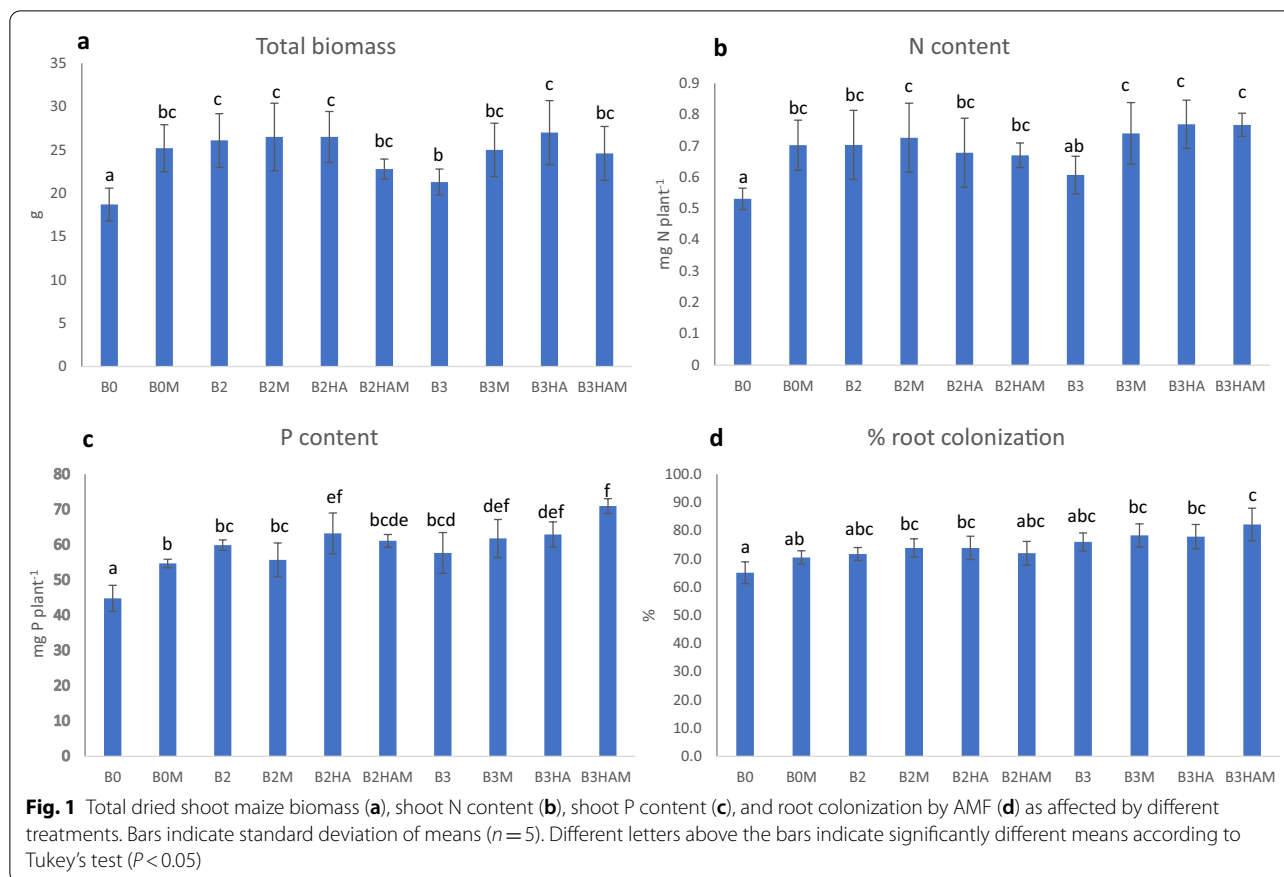 a
Total biomass
35
30
25
20
15
10
5
0
g
a bc c c c bc b bc c bc
B0 B0M B2 B2M B2HA B2HAM B3 B3M B3HA B3HAM
b
N content
0.9
0.8
0.7
0.6
0.5
0.4
0.3
0.2
0.1
0
mg N plant-1
a bc bc c bc bc ab c c c
B0 B0M B2 B2M B2HA B2HAM B3 B3M B3HA B3HAM
c
P content
80
70
60
50
40
30
20
10
0
mg P plant-1
a b bc bc ef bcde bcd def def f
B0 B0M B2 B2M B2HA B2HAM B3 B3M B3HA B3HAM
d
% root colonization
100.0
90.0
80.0
70.0
60.0
50.0
40.0
30.0
20.0
10.0
0.0
%
a ab abc bc bc abc abc bc bc c
B0 B0M B2 B2M B2HA B2HAM B3 B3M B3HA B3HAM
Fig. 1 Total dried shoot maize biomass (a), shoot N content (b), shoot P content (c), and root colonization by AMF (d) as affected by different
treatments. Bars indicate standard deviation of means (n = 5). Different letters above the bars indicate significantly different means according to
Tukey's test (P < 0.05)